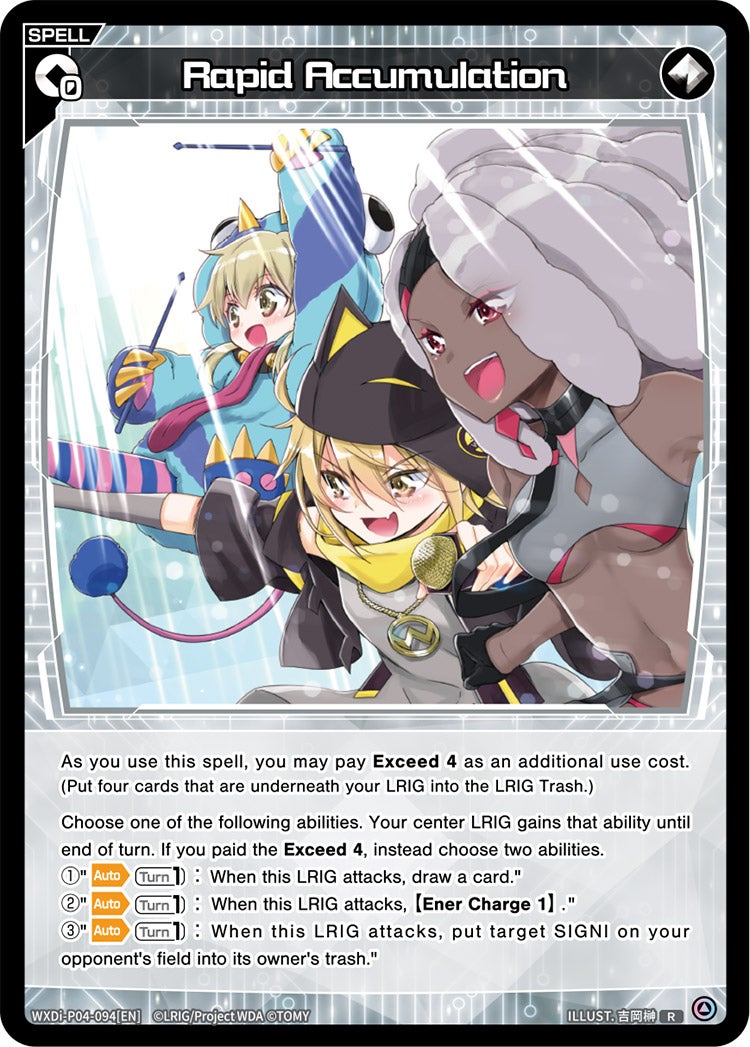 SPELL
0
Rapid Accumulation
As you use this spell, you may pay Exceed 4 as an additional use cost.
(Put four cards that are underneath your LRIG into the LRIG Trash.)
Choose one of the following abilities. Your center LRIG gains that ability until
end of turn. If you paid the Exceed 4, instead choose two abilities.
①" Auto Turn 1 : When this LRIG attacks, draw a card."
②" Auto Turn 1 : When this LRIG attacks, 【Ener Charge 1】."
③" Auto Turn 1 : When this LRIG attacks, put target SIGNI on your
opponent's field into its owner's trash."
WXDi-P04-094[EN] ©LRIG/Project WDA ©TOMY ILLUST. 吉岡榊 R